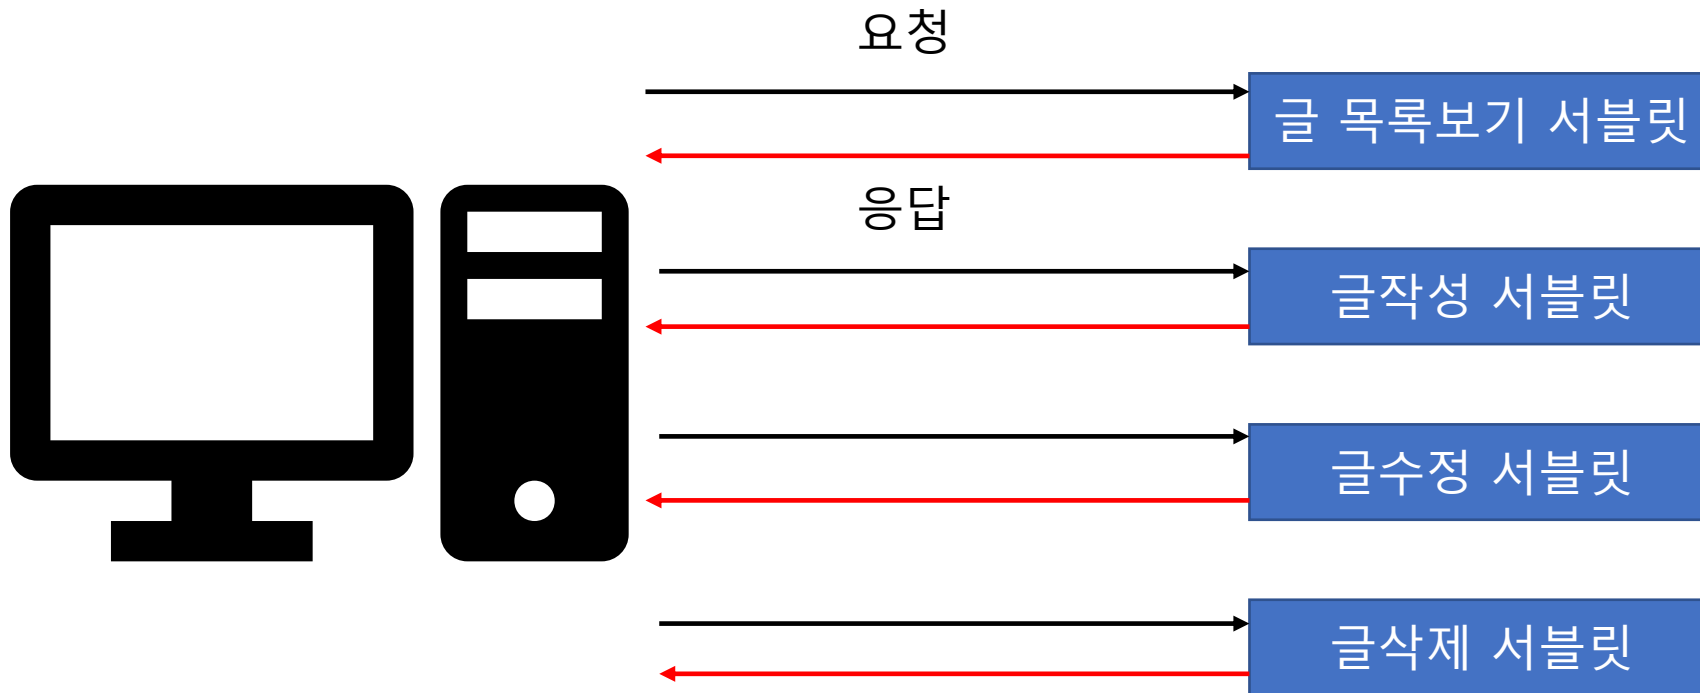 요청
글 목록보기 서블릿
응답
글작성 서블릿
글수정 서블릿
글삭제 서블릿